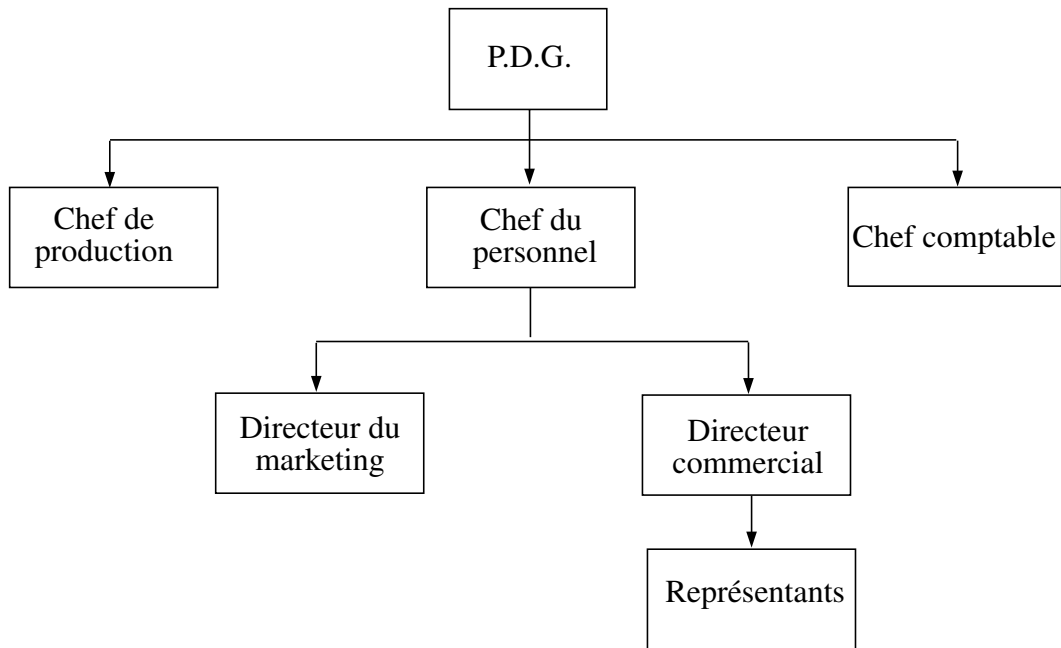 P.D.G.
Chef de
production
Chef du
personnel
Chef comptable
Directeur du
marketing
Directeur
commercial
Représentants